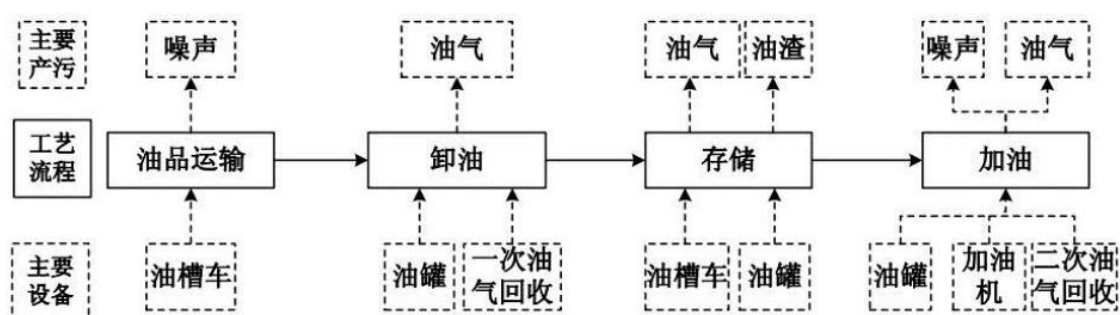 主要
产污
噪声
油气
油气
油渣
噪声
油气
工艺
流程
油品运输
卸油
存储
加油
主要
设备
油槽车
油罐
一次油
气回收
油槽车
油罐
油罐
加油
机
二次油
气回收